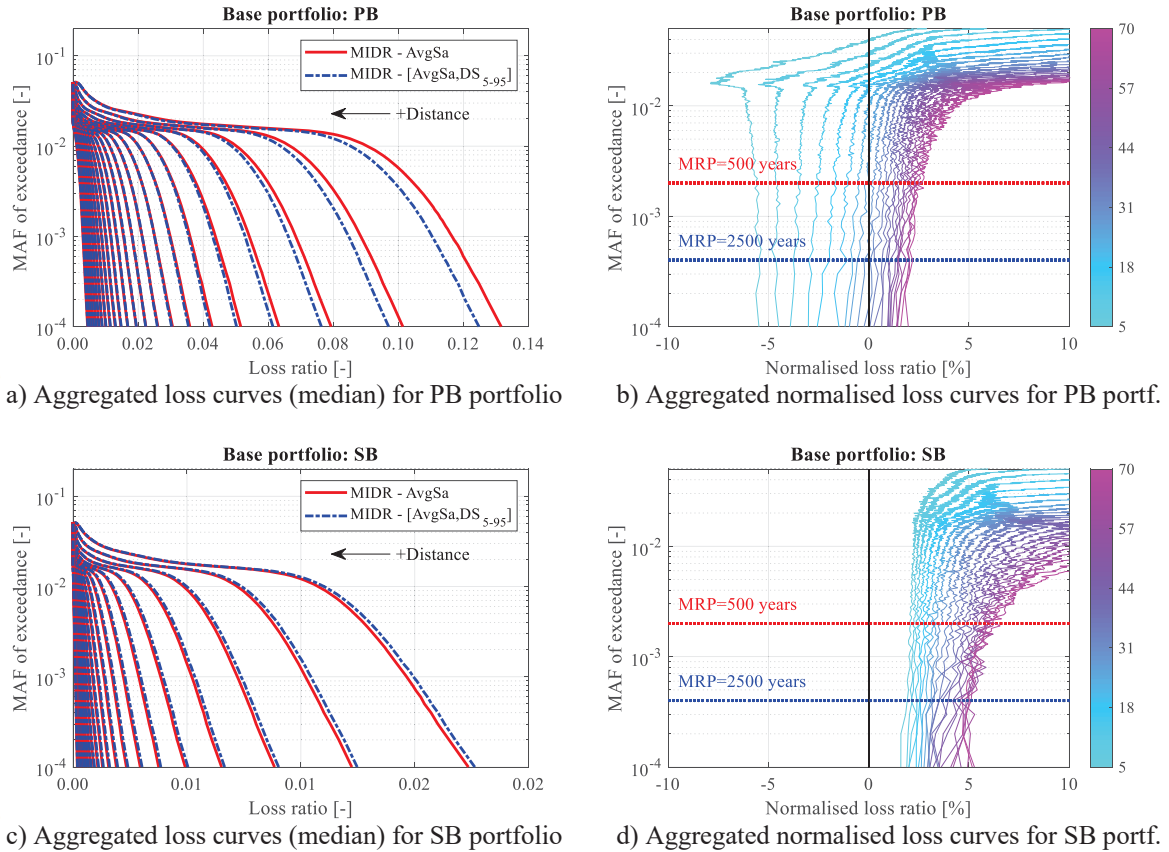 Base portfolio: PB
MIDR - AvgSa
MIDR - [AvgSa,DS5-95]
+Distance
MAF of exceedance [-]
10-1
10-2
10-3
10-4
0.00 0.02 0.04 0.06 0.08 0.10 0.12 0.14
Loss ratio [-]
a) Aggregated loss curves (median) for PB portfolio
Base portfolio: PB
MRP=500 years
MRP=2500 years
MAF of exceedance [-]
10-2
10-3
10-4
-10 -5 0 5 10
Normalised loss ratio [%]
70
57
44
31
18
5
b) Aggregated normalised loss curves for PB portf.
Base portfolio: SB
MIDR - AvgSa
MIDR - [AvgSa,DS5-95]
+Distance
MAF of exceedance [-]
10-1
10-2
10-3
10-4
0.00 0.01 0.01 0.02 0.02
Loss ratio [-]
c) Aggregated loss curves (median) for SB portfolio
Base portfolio: SB
MRP=500 years
MRP=2500 years
MAF of exceedance [-]
10-2
10-3
10-4
-10 -5 0 5 10
Normalised loss ratio [%]
70
57
44
31
18
5
d) Aggregated normalised loss curves for SB portf.